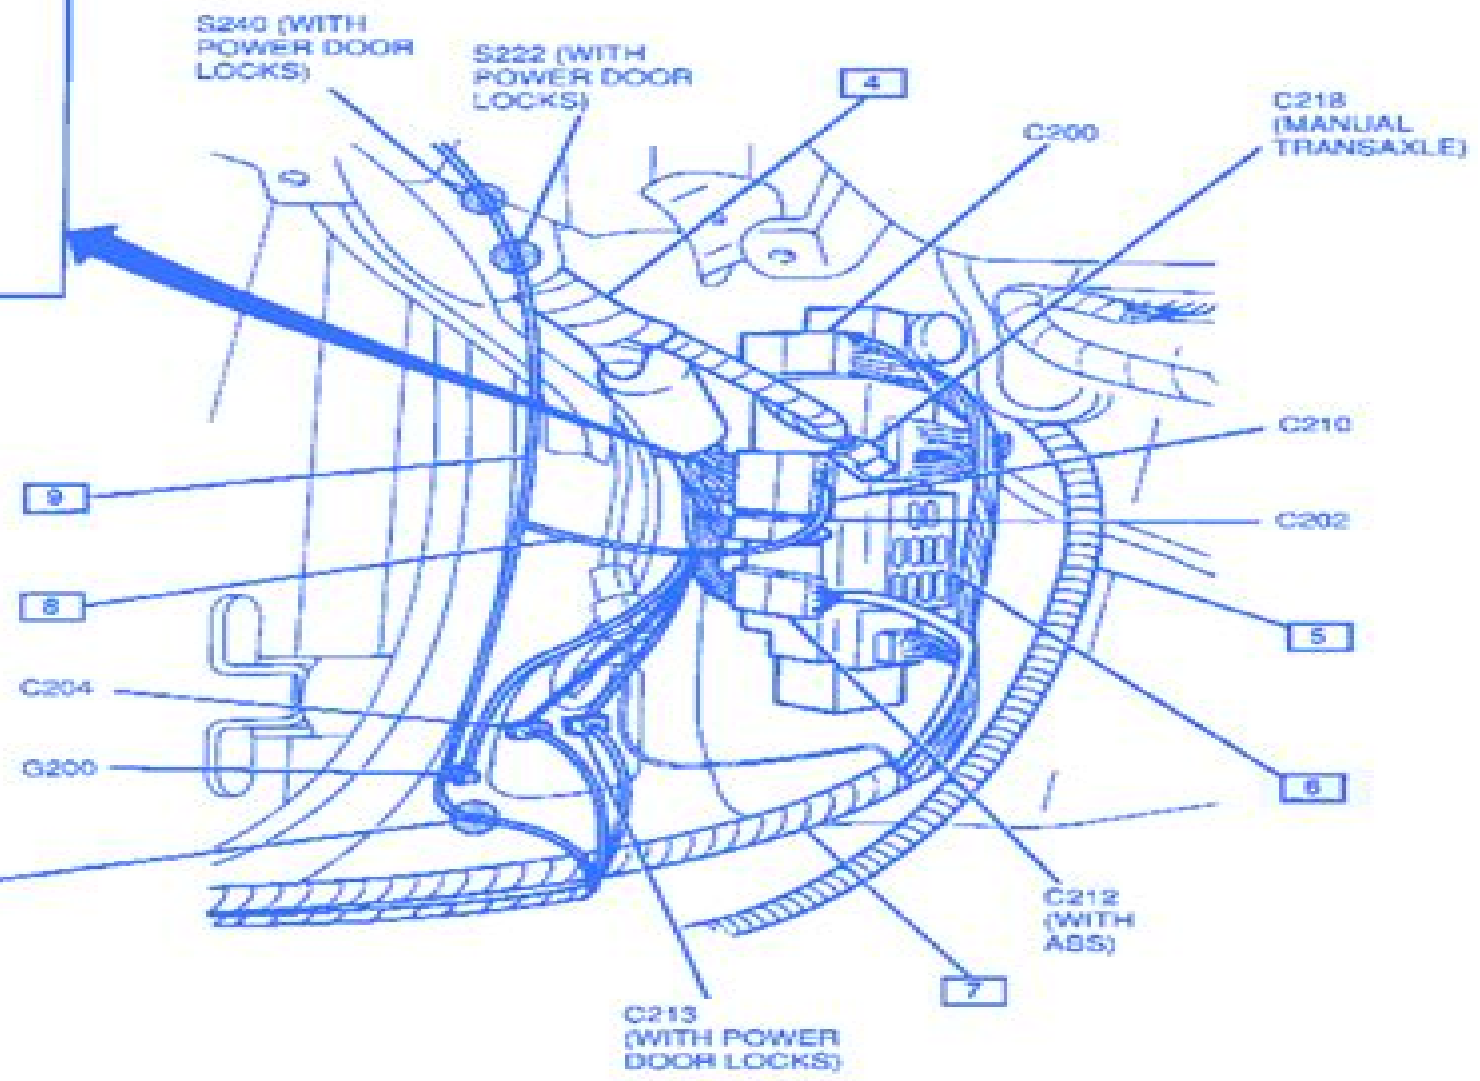 S240 (WITH
POWER DOOR
LOCKS)
S222 (WITH
POWER DOOR
LOCKS)
4
C200
C218
(MANUAL
TRANSAXLE)
C210
9
C202
8
5
C204
G200
6
C212
(WITH
ABS)
7
C213
(WITH POWER
DOOR LOCKS)